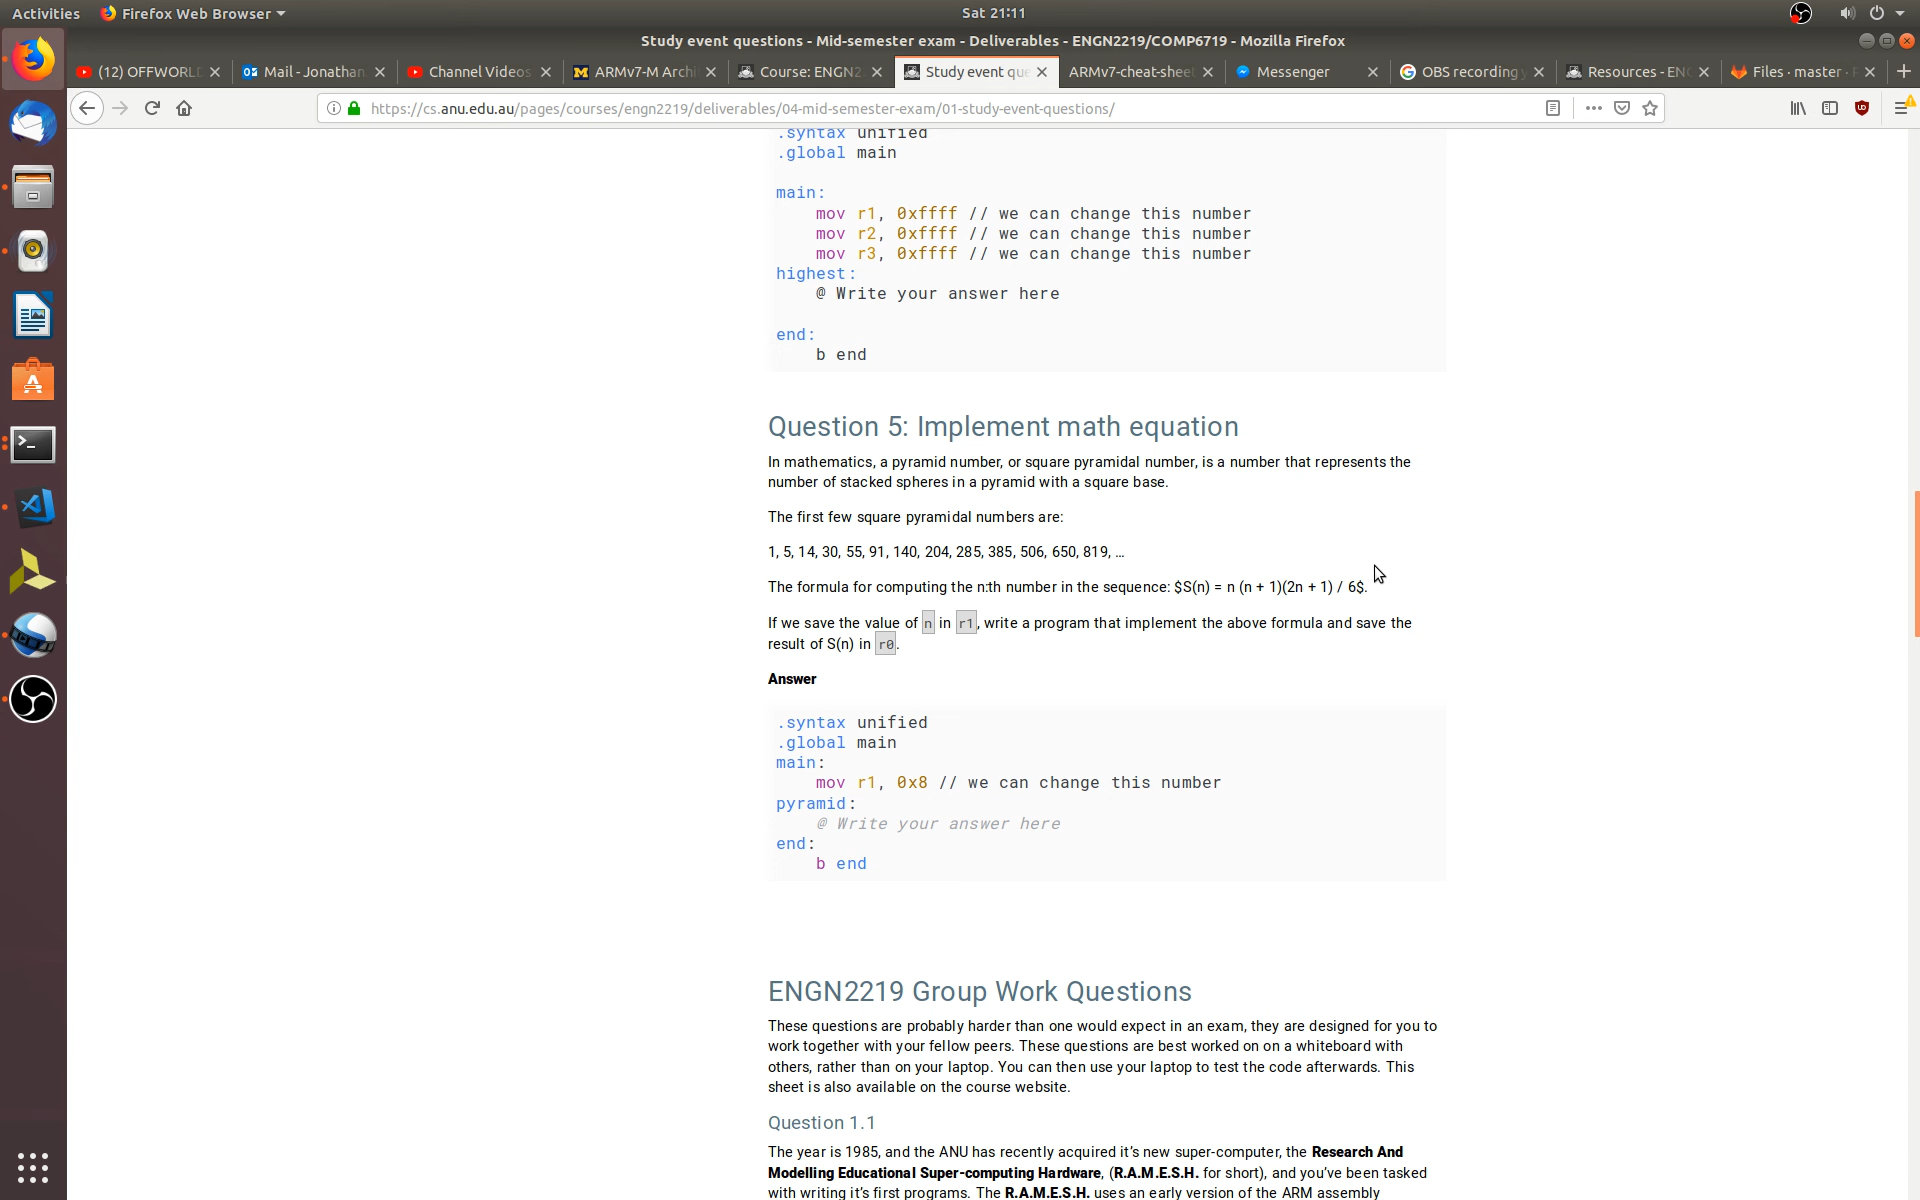 Activities Firefox Web Browser Sat 21:11
Study event questions - Mid-semester exam - Deliverables - ENGN2219/COMP6719 - Mozilla Firefox
(12) OFFWORL Mail - Jonathan Channel Videos ARMv7-M Archi Course: ENGN2 Study event que ARMv7-cheat-sheet Messenger OBS recording Resources - ENG Files · master ·
https://cs.anu.edu.au/pages/courses/engn2219/deliverables/04-mid-semester-exam/01-study-event-questions/
.syntax unified
.global main
main:
mov r1, 0xffff // we can change this number
mov r2, 0xffff // we can change this number
mov r3, 0xffff // we can change this number
highest:
@ Write your answer here
end:
b end
Question 5: Implement math equation
In mathematics, a pyramid number, or square pyramidal number, is a number that represents the
number of stacked spheres in a pyramid with a square base.
The first few square pyramidal numbers are:
1, 5, 14, 30, 55, 91, 140, 204, 285, 385, 506, 650, 819, …
The formula for computing the n:th number in the sequence: $S(n) = n (n + 1)(2n + 1) / 6$.
If we save the value of n in r1, write a program that implement the above formula and save the
result of S(n) in r0.
Answer
.syntax unified
.global main
main:
mov r1, 0x8 // we can change this number
pyramid:
@ Write your answer here
end:
b end
ENGN2219 Group Work Questions
These questions are probably harder than one would expect in an exam, they are designed for you to
work together with your fellow peers. These questions are best worked on on a whiteboard with
others, rather than on your laptop. You can then use your laptop to test the code afterwards. This
sheet is also available on the course website.
Question 1.1
The year is 1985, and the ANU has recently acquired it's new super-computer, the Research And
Modelling Educational Super-computing Hardware, (R.A.M.E.S.H. for short), and you've been tasked
with writing it's first programs. The R.A.M.E.S.H. uses an early version of the ARM assembly